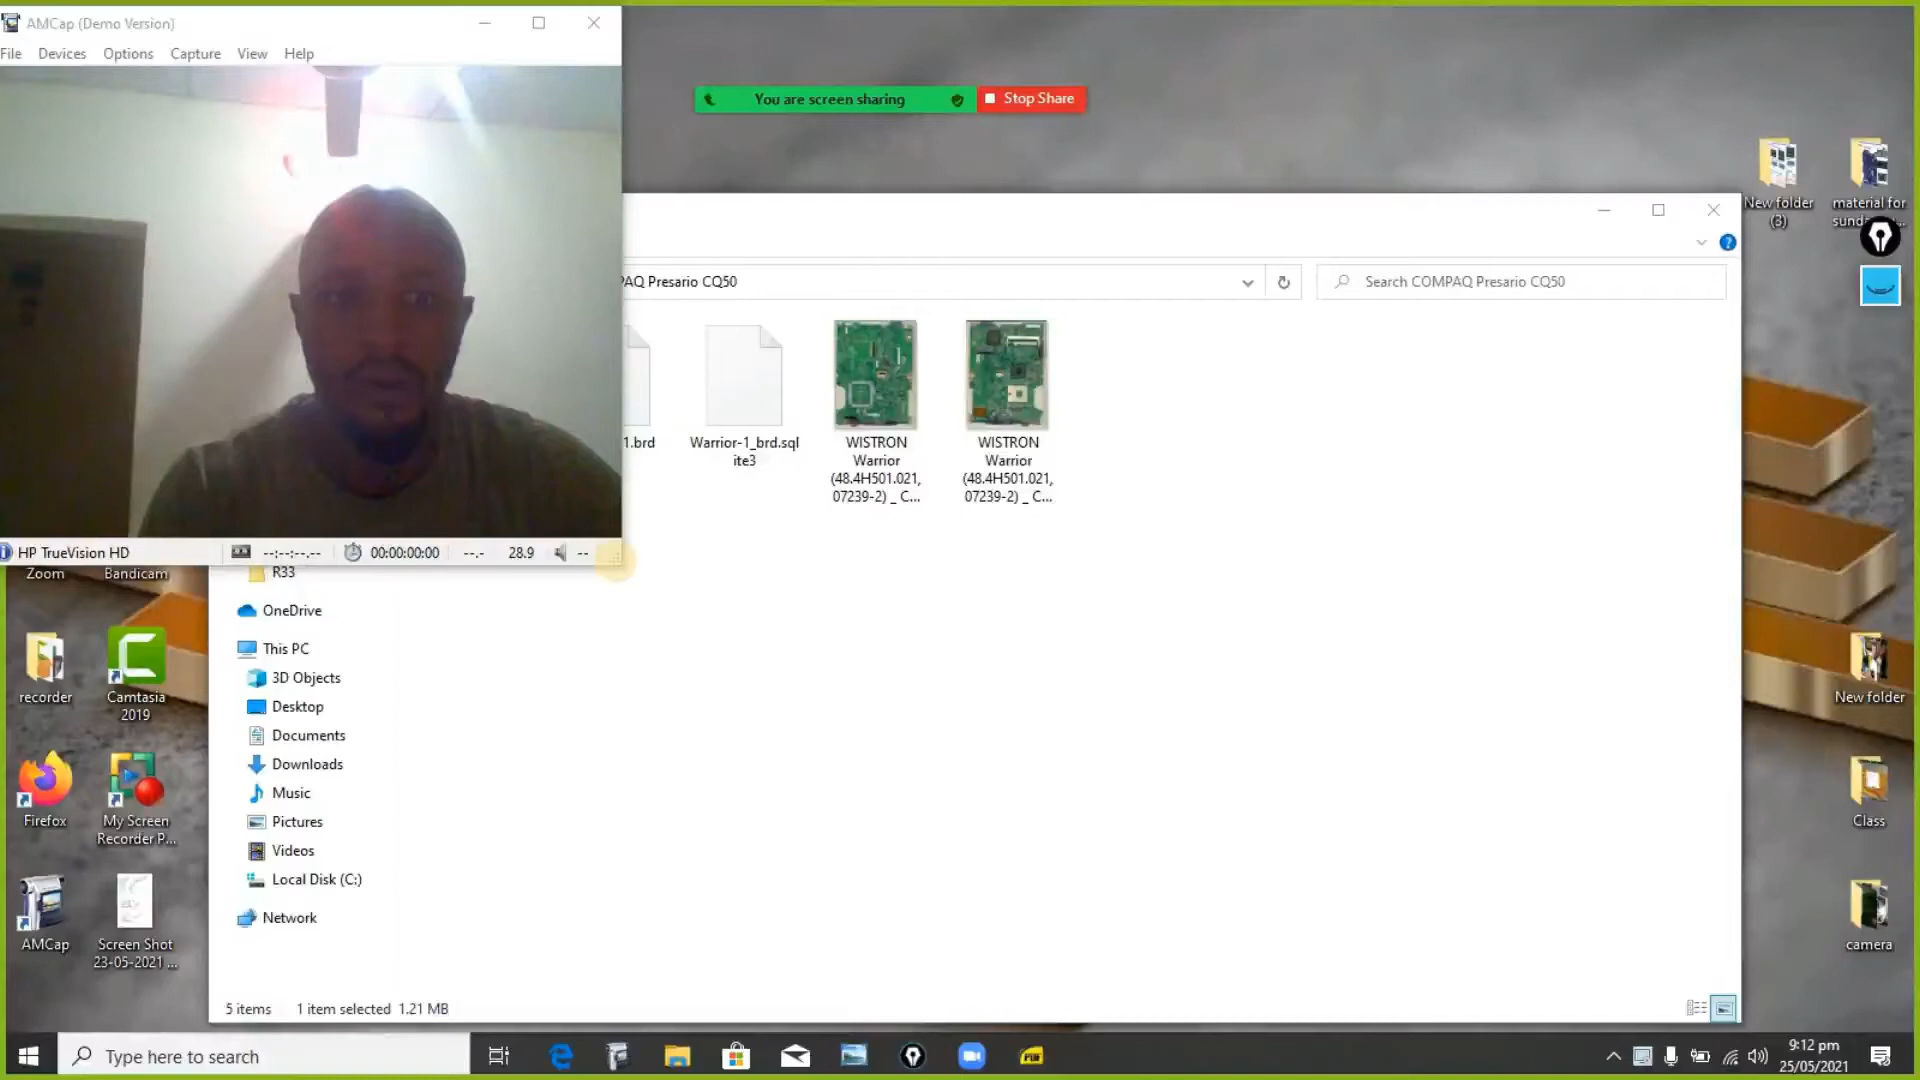 AMCap (Demo Version)
File Devices Options Capture View Help
You are screen sharing
Stop Share
New folder
(3)
material for
sund...
PAQ Presario CQ50
Search COMPAQ Presario CQ50
1.brd
Warrior-1_brd.sql
ite3
WISTRON
Warrior
(48.4H501.021,
07239-2) _ C...
WISTRON
Warrior
(48.4H501.021,
07239-2) _ C...
HP TrueVision HD
--:--:--.--
00:00:00:00
--.-
28.9
--
Zoom
Bandicam
R33
OneDrive
This PC
3D Objects
Desktop
Documents
Downloads
Music
Pictures
Videos
Local Disk (C:)
Network
recorder
Camtasia
2019
Firefox
My Screen
Recorder P...
AMCap
Screen Shot
23-05-2021 ...
New folder
Class
camera
5 items 1 item selected 1.21 MB
Type here to search
9:12 pm
25/05/2021